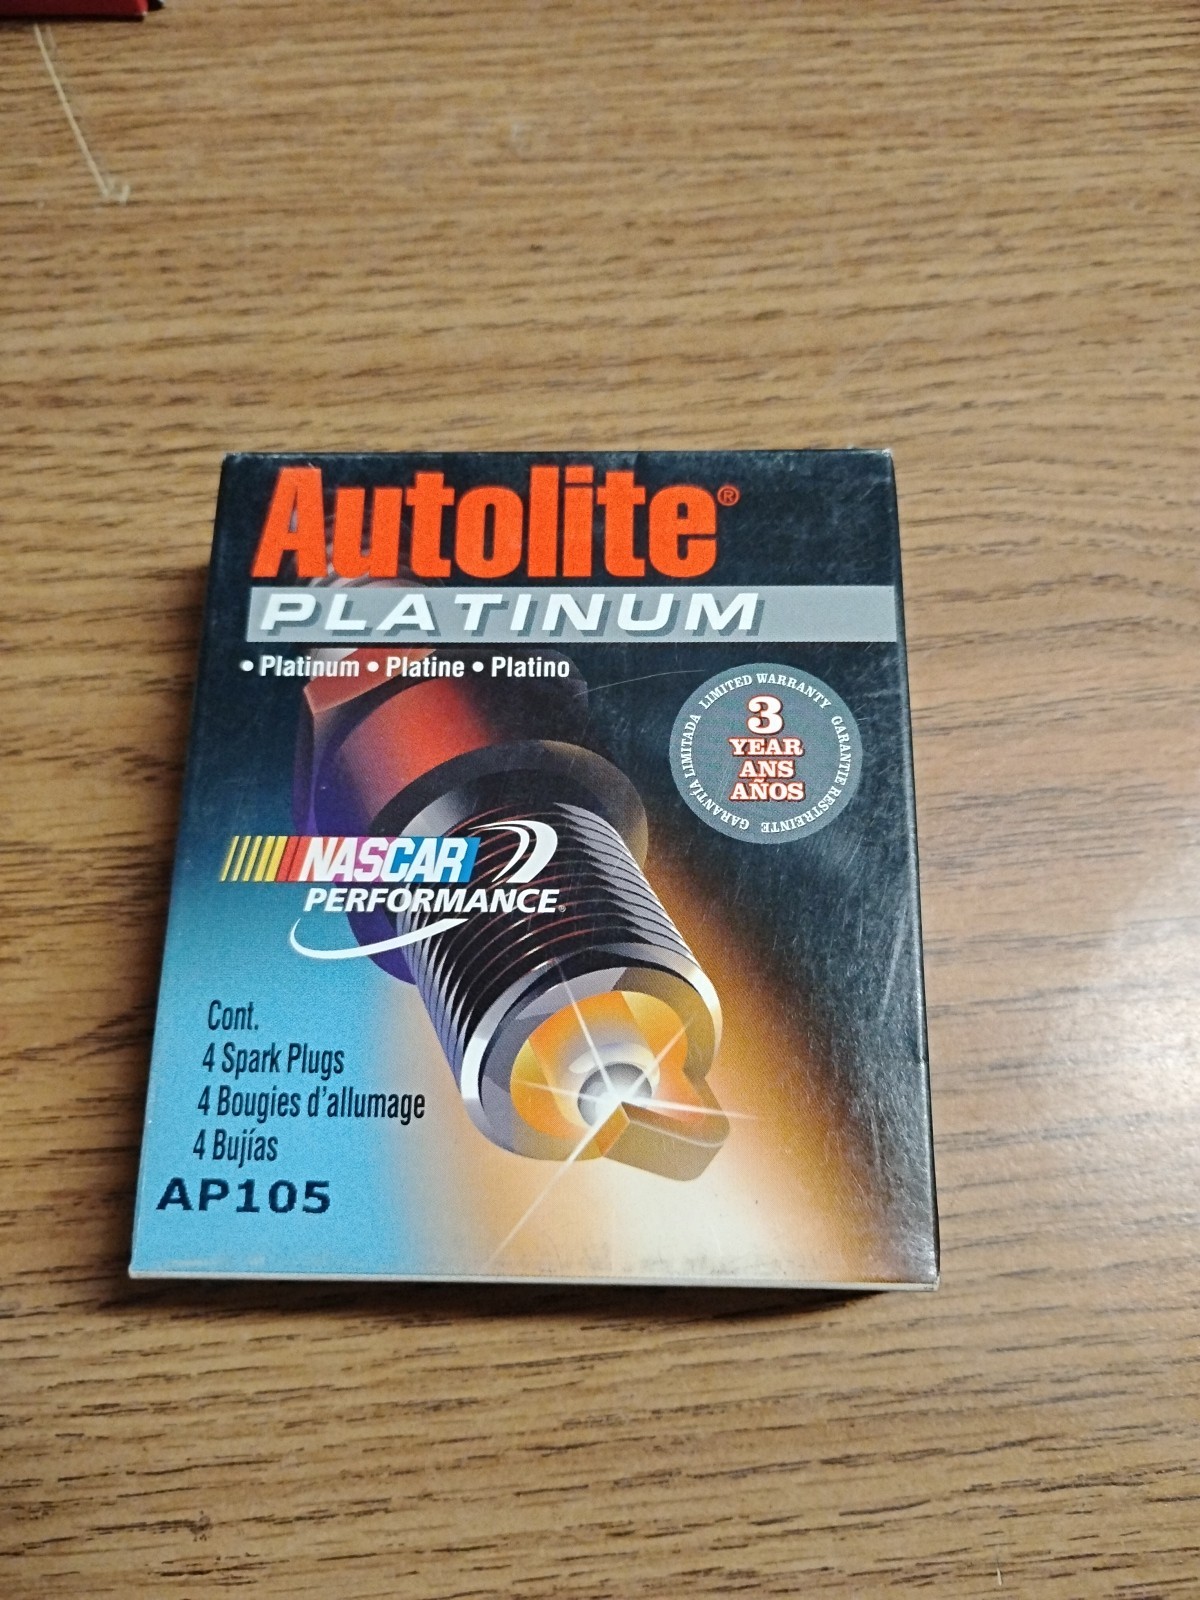 Autolite®
PLATINUM
• Platinum • Platine • Platino
LIMITED WARRANTY GARANTIE RESTREINTE GARANTÍA LIMITADA
3
YEAR
ANS
AÑOS
NASCAR
PERFORMANCE®
Cont.
4 Spark Plugs
4 Bougies d'allumage
4 Bujías
AP105